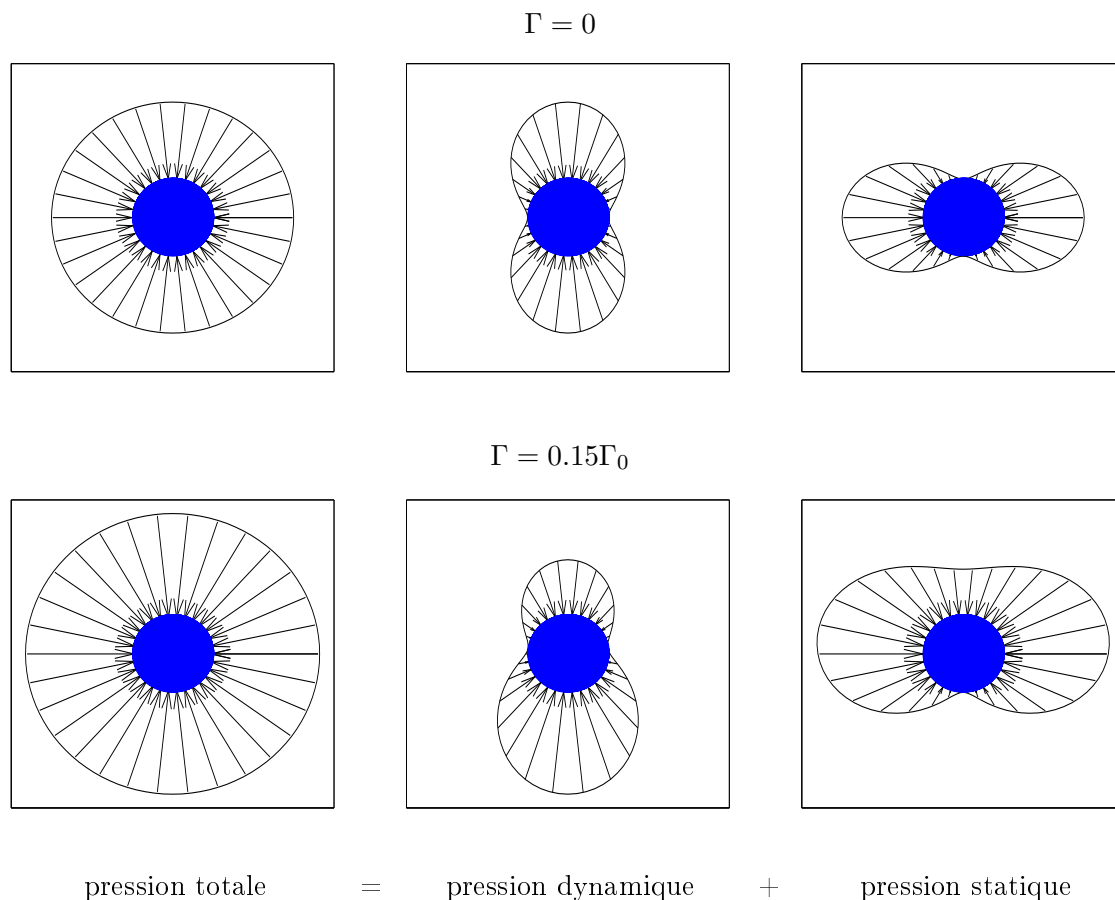 Γ = 0
Γ = 0.15Γ₀
pression totale = pression dynamique + pression statique